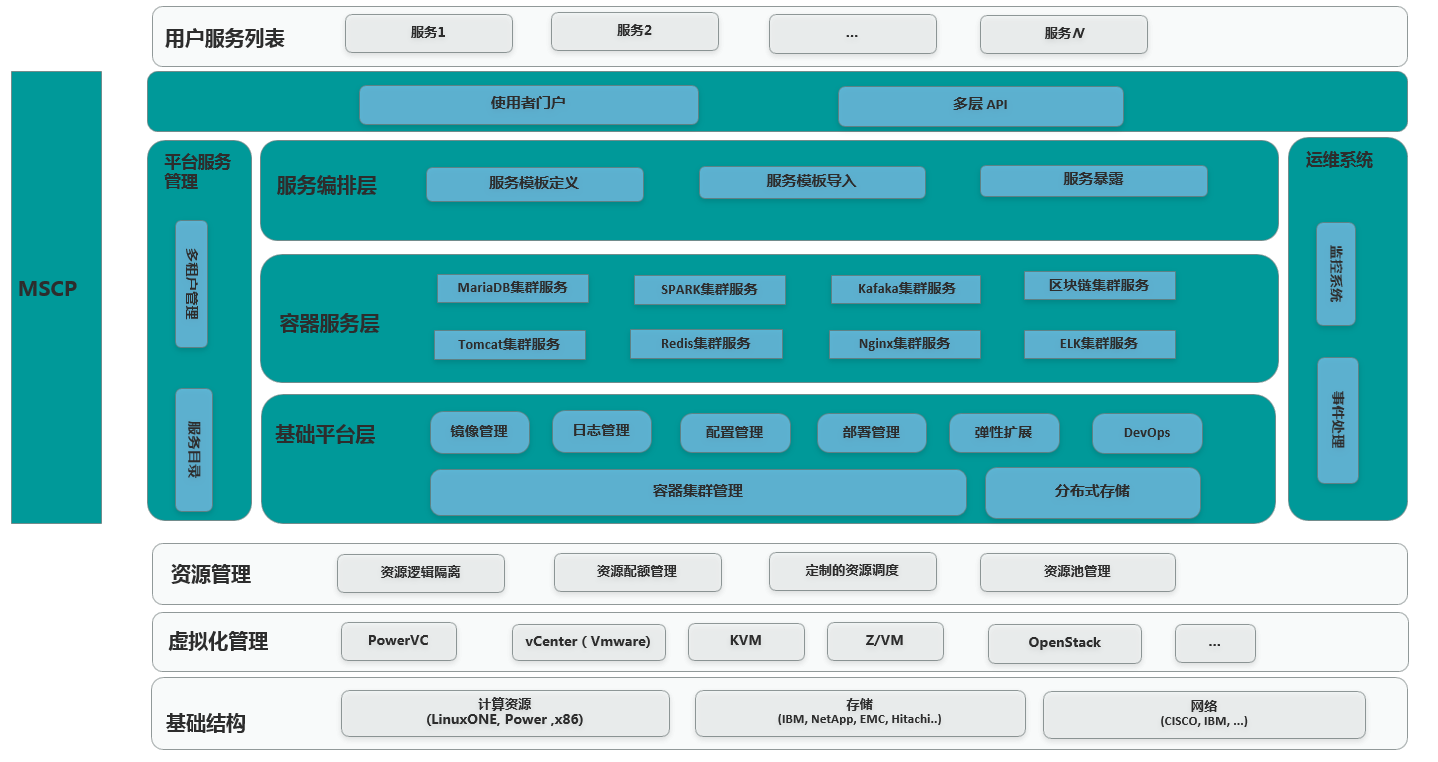 用户服务列表
服务1
服务2
...
服务N
MSCP
使用者门户
多层 API
平台服务
管理
多租户管理
服务目录
服务编排层
服务模板定义
服务模板导入
服务暴露
容器服务层
MariaDB集群服务
SPARK集群服务
Kafaka集群服务
区块链集群服务
Tomcat集群服务
Redis集群服务
Nginx集群服务
ELK集群服务
基础平台层
镜像管理
日志管理
配置管理
部署管理
弹性扩展
DevOps
容器集群管理
分布式存储
运维系统
监控系统
事件处理
资源管理
资源逻辑隔离
资源配额管理
定制的资源调度
资源池管理
虚拟化管理
PowerVC
vCenter（Vmware)
KVM
Z/VM
OpenStack
...
基础结构
计算资源
(LinuxONE, Power ,x86)
存储
(IBM, NetApp, EMC, Hitachi..)
网络
(CISCO, IBM, ...)